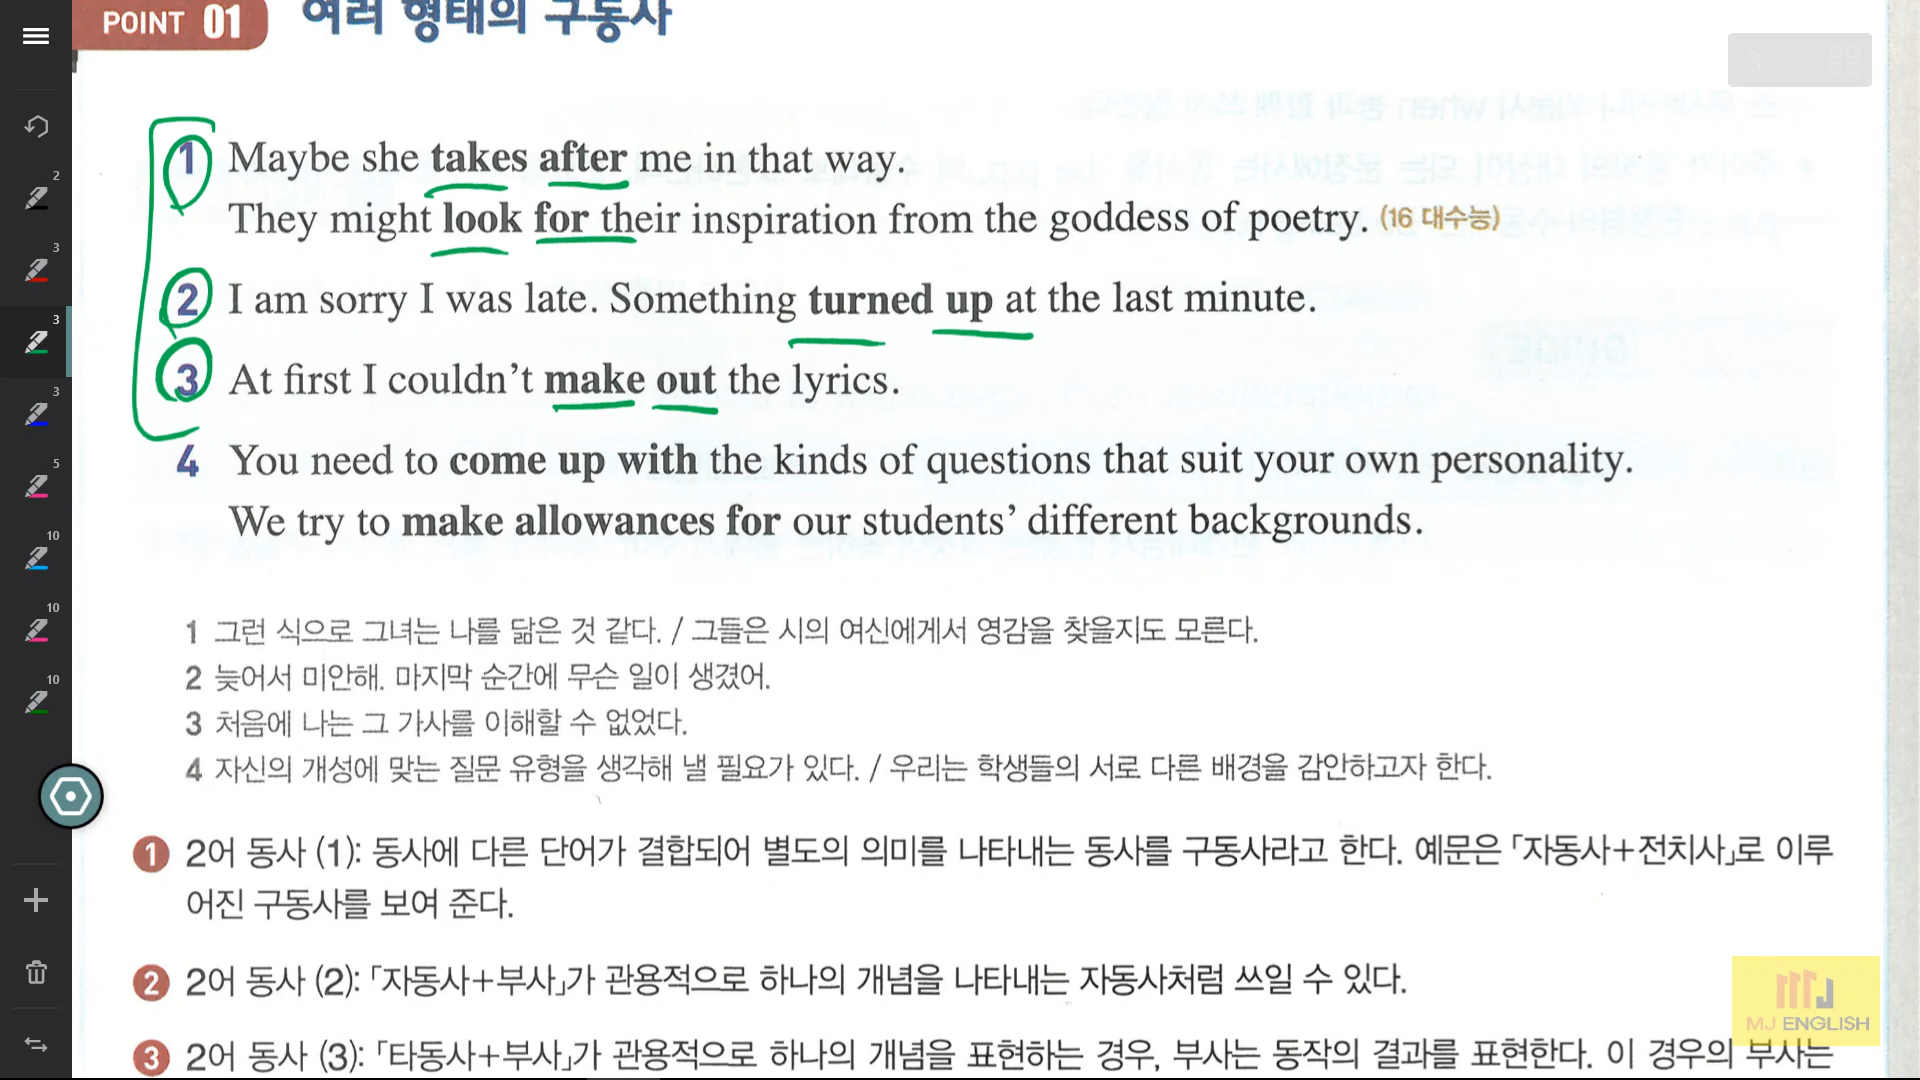 POINT 01 여러 형태의 구동사
1 Maybe she takes after me in that way.
They might look for their inspiration from the goddess of poetry. (16 대수능)
2 I am sorry I was late. Something turned up at the last minute.
3 At first I couldn’t make out the lyrics.
4 You need to come up with the kinds of questions that suit your own personality.
We try to make allowances for our students’ different backgrounds.
1 그런 식으로 그녀는 나를 닮은 것 같다. / 그들은 시의 여신에게서 영감을 찾을지도 모른다.
2 늦어서 미안해. 마지막 순간에 무슨 일이 생겼어.
3 처음에 나는 그 가사를 이해할 수 없었다.
4 자신의 개성에 맞는 질문 유형을 생각해 낼 필요가 있다. / 우리는 학생들의 서로 다른 배경을 감안하고자 한다.
1 2어 동사 (1): 동사에 다른 단어가 결합되어 별도의 의미를 나타내는 동사를 구동사라고 한다. 예문은 「자동사+전치사」로 이루
어진 구동사를 보여 준다.
2 2어 동사 (2): 「자동사+부사」가 관용적으로 하나의 개념을 나타내는 자동사처럼 쓰일 수 있다.
3 2어 동사 (3): 「타동사+부사」가 관용적으로 하나의 개념을 표현하는 경우, 부사는 동작의 결과를 표현한다. 이 경우의 부사는
2
3
3
3
5
10
10
10
MJ ENGLISH